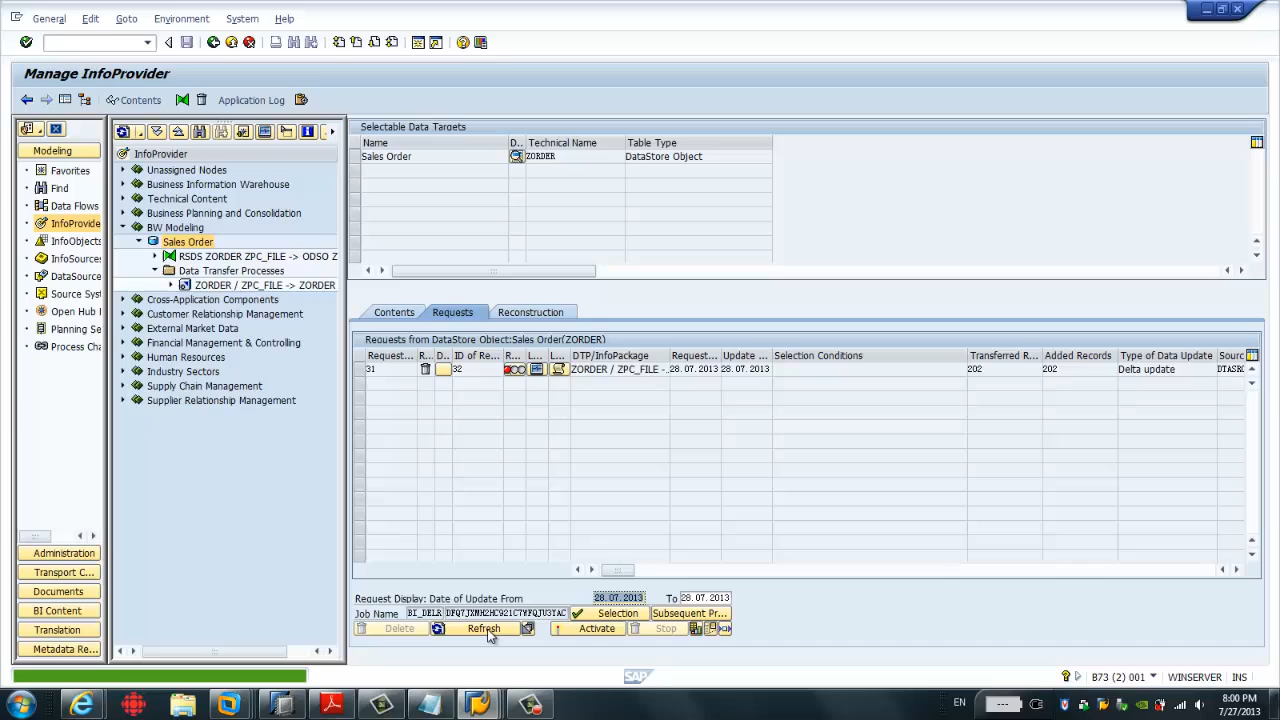 General Edit Goto Environment System Help
Manage InfoProvider
Contents Application Log
Modeling
Favorites
Find
Data Flows
InfoProvide
InfoObjects
InfoSources
DataSource
Source Sys
Open Hub I
Planning Se
Process Cha
Administration
Transport C...
Documents
BI Content
Translation
Metadata Re...
InfoProvider
Unassigned Nodes
Business Information Warehouse
Technical Content
Business Planning and Consolidation
BW Modeling
Sales Order
RSDS ZORDER ZPC_FILE -> ODSO Z
Data Transfer Processes
ZORDER / ZPC_FILE -> ZORDER
Cross-Application Components
Customer Relationship Management
External Market Data
Financial Management & Controlling
Human Resources
Industry Sectors
Supply Chain Management
Supplier Relationship Management
Selectable Data Targets
Name D.. Technical Name Table Type
Sales Order ZORDER DataStore Object
Contents Requests Reconstruction
Requests from DataStore Object:Sales Order(ZORDER)
Request... R... D.. ID of Re... R... L... L... DTP/InfoPackage Request... Update ... Selection Conditions Transferred R... Added Records Type of Data Update Sourc
31 32 ZORDER / ZPC_FILE -.. 28.07.2013 28.07.2013 202 202 Delta update
Request Display: Date of Update From 28.07.2013 To 28.07.2013
Job Name Selection Subsequent Pr...
Delete Refresh Activate Stop
SAP B73 (2) 001 WINSERVER INS
EN 8:00 PM
7/27/2013